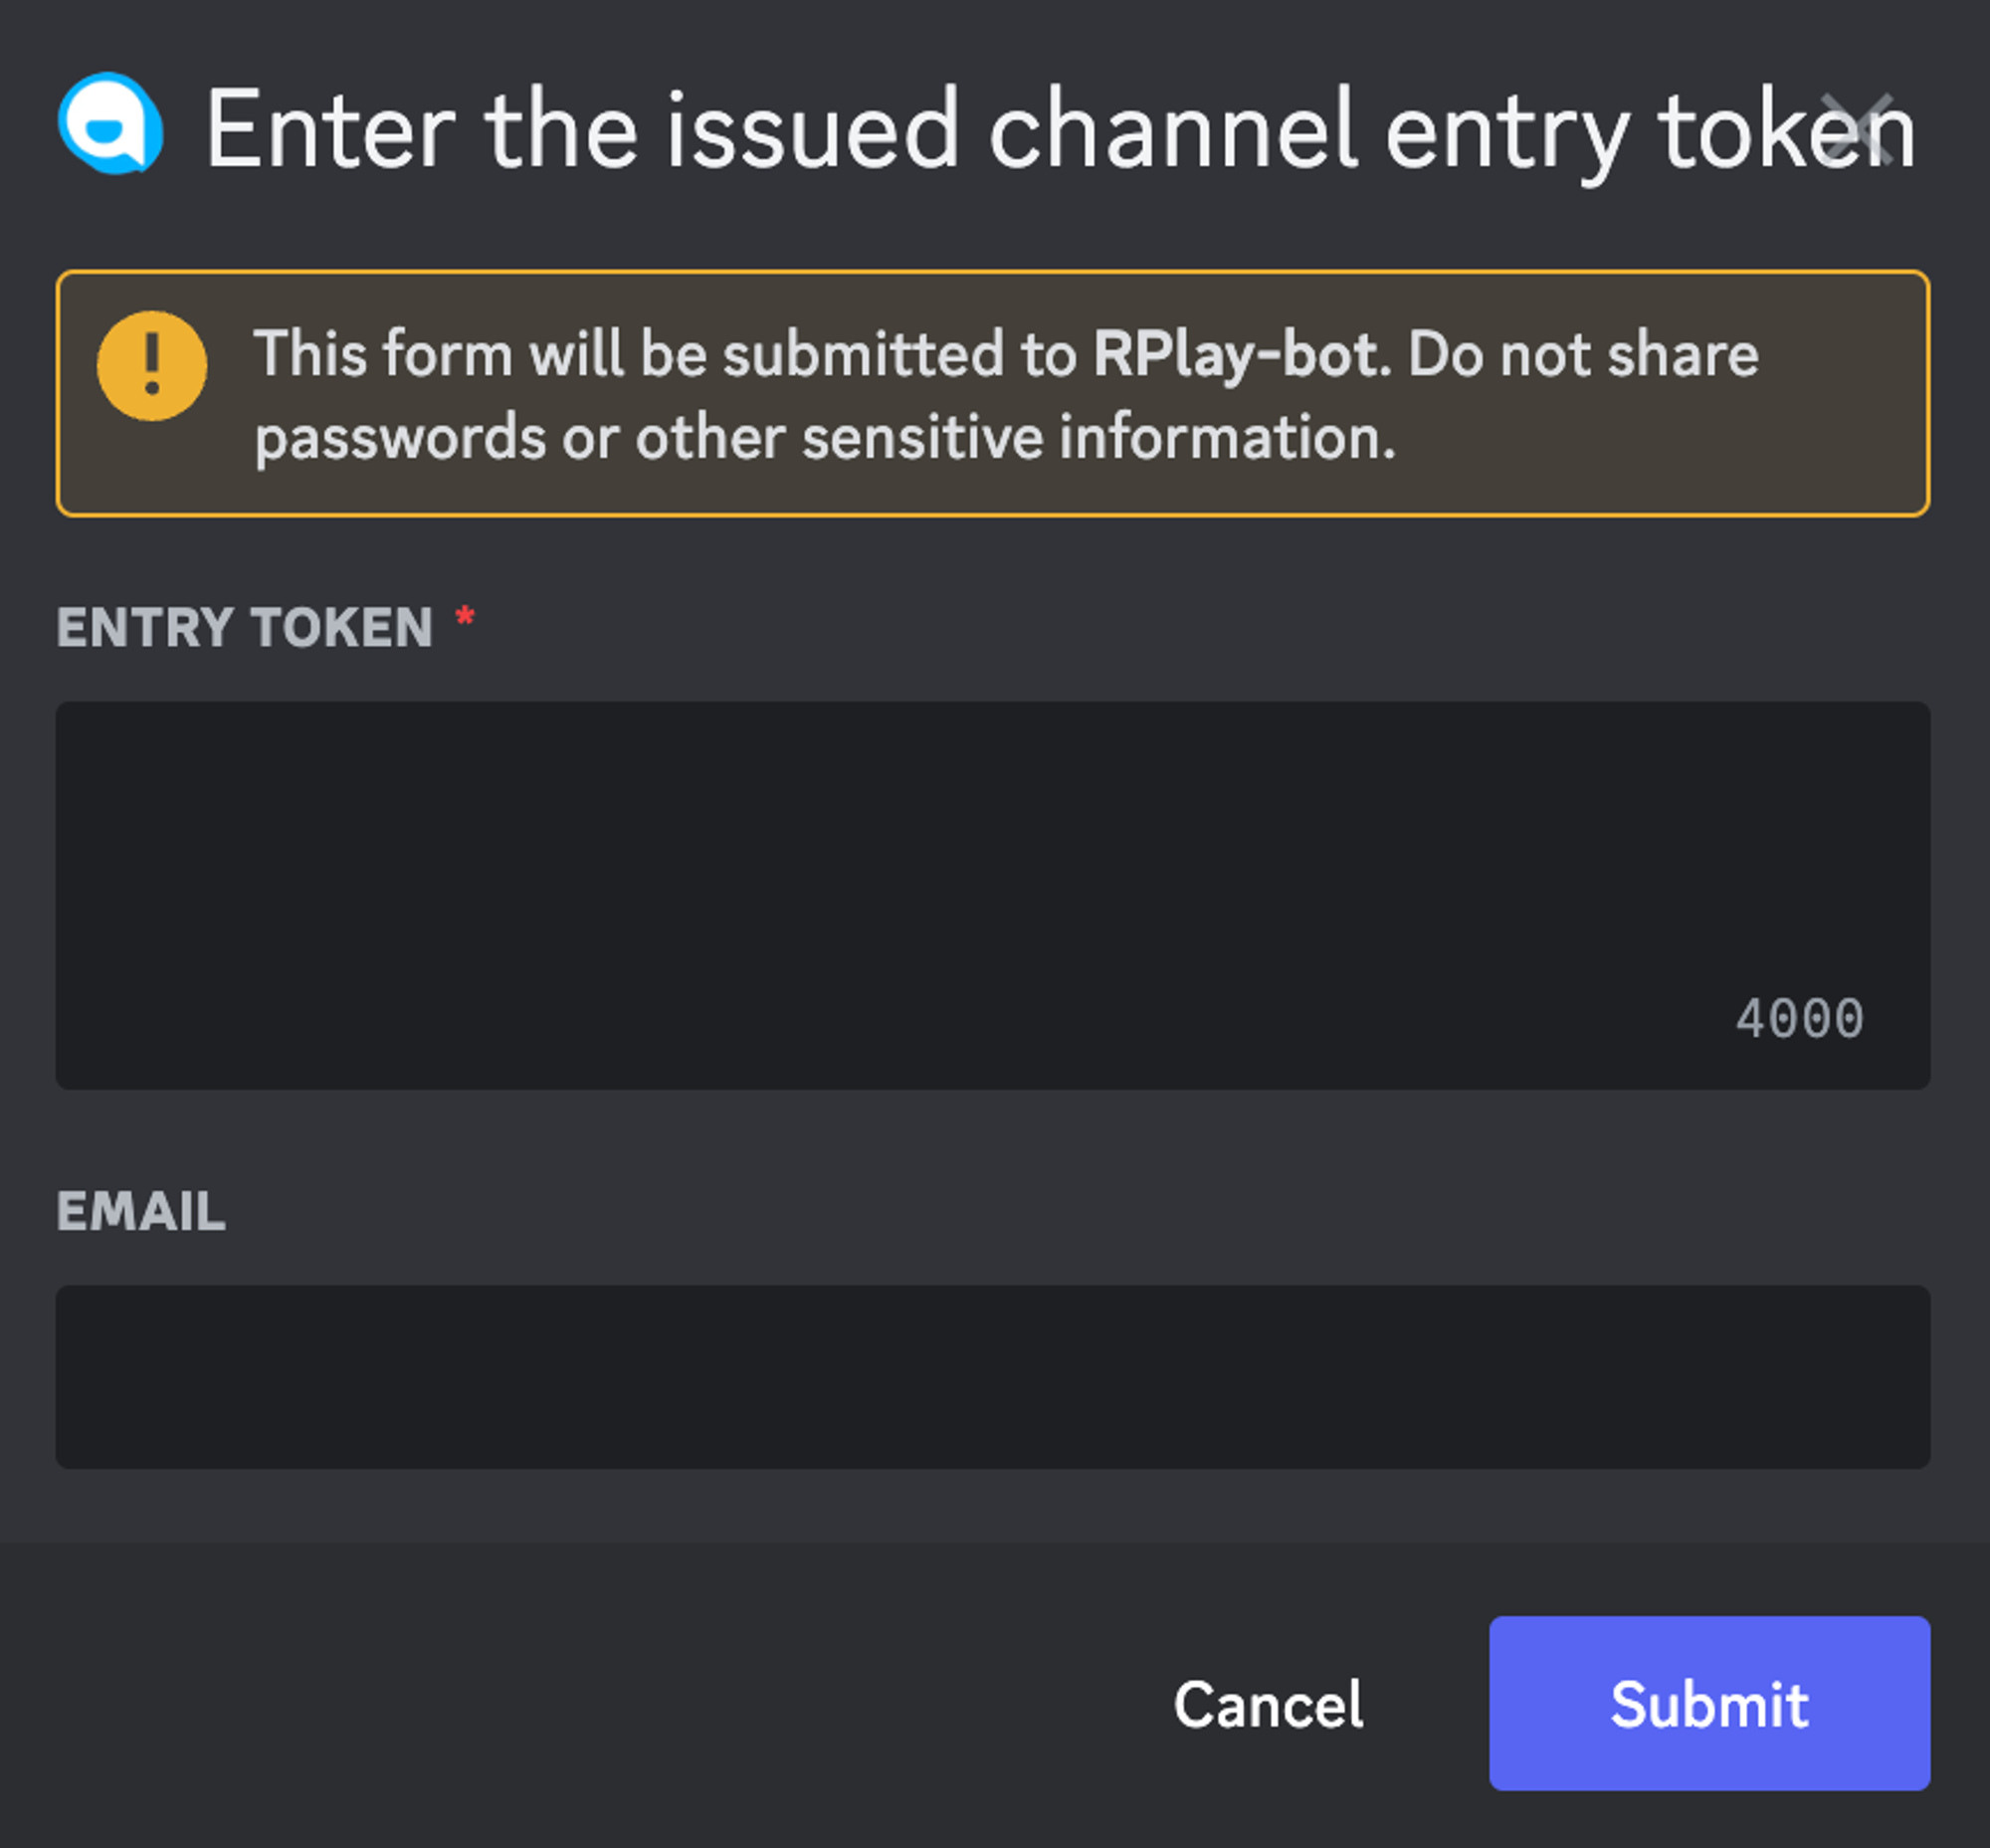 Enter the issued channel entry token
This form will be submitted to RPlay-bot. Do not share
passwords or other sensitive information.
ENTRY TOKEN *
4000
EMAIL
Cancel
Submit